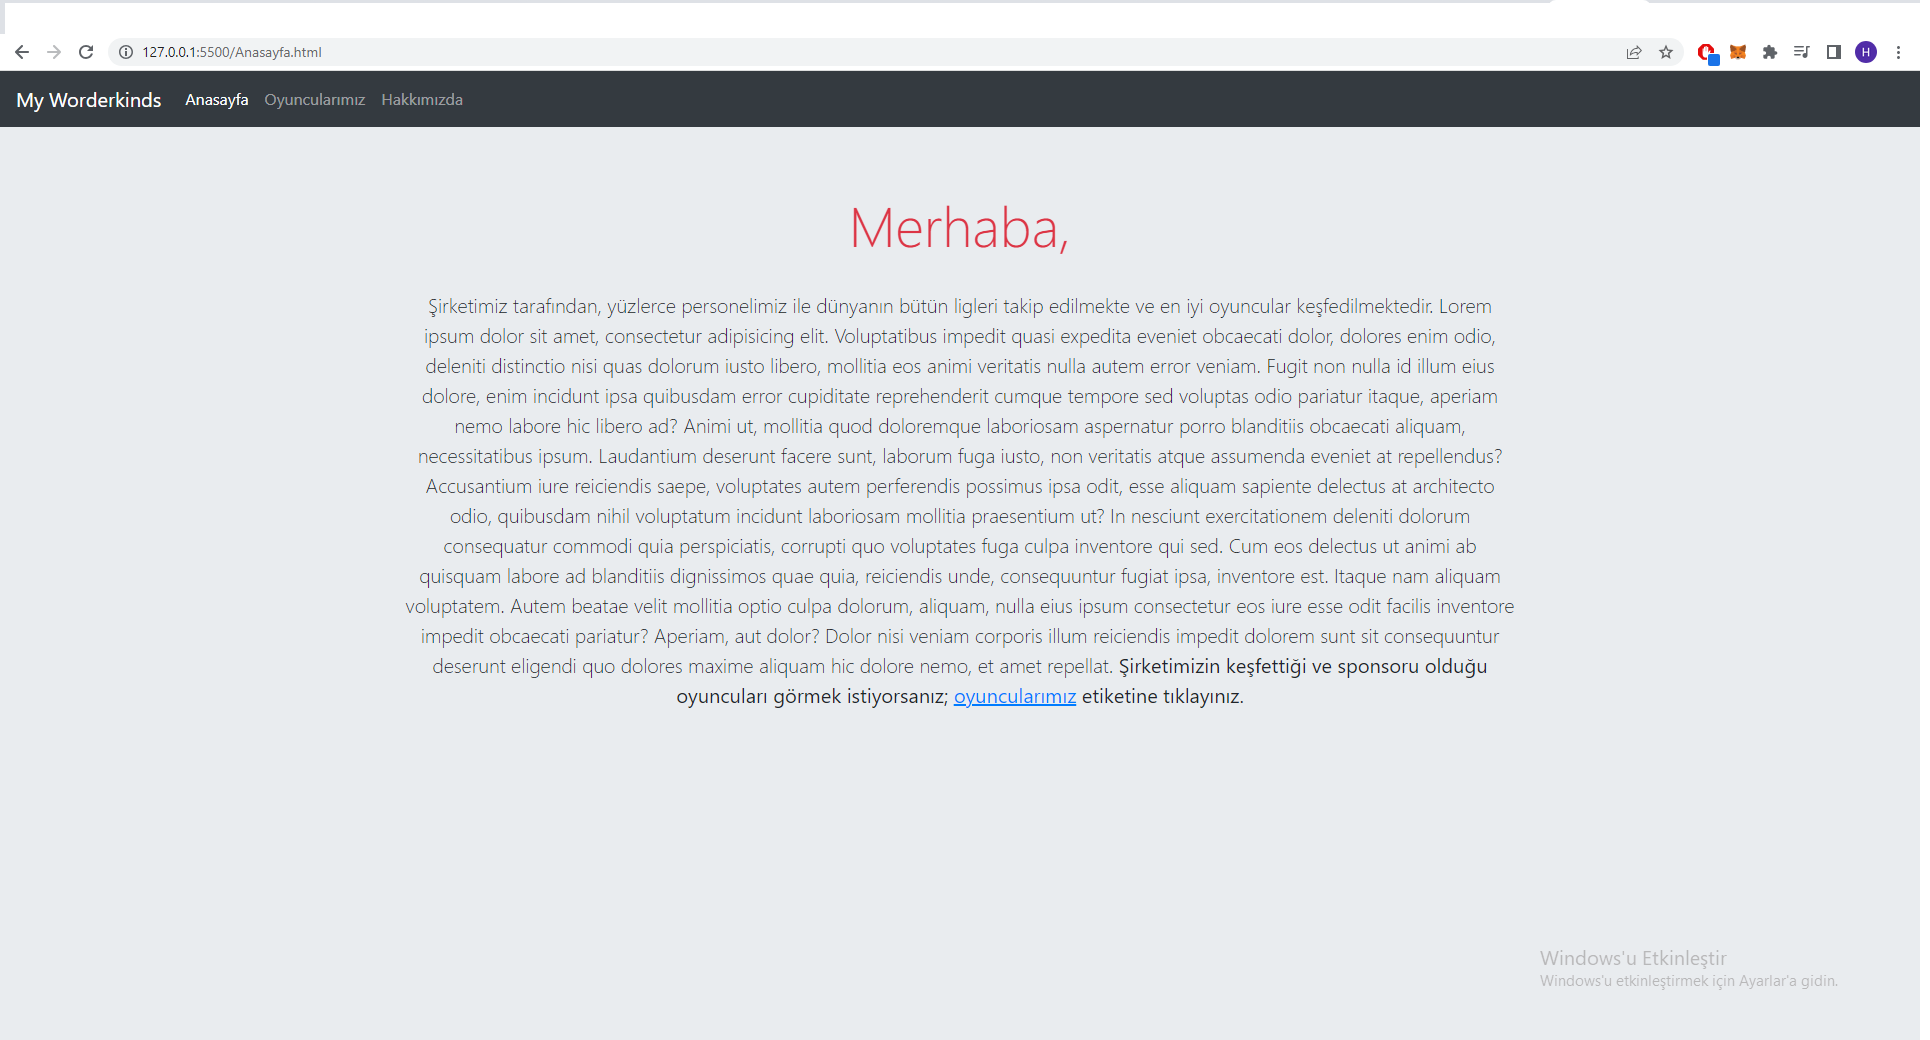 127.0.0.1:5500/Anasayfa.html
H
My Worderkinds Anasayfa Oyuncularımız Hakkımızda
Merhaba,
Şirketimiz tarafından, yüzlerce personelimiz ile dünyanın bütün ligleri takip edilmekte ve en iyi oyuncular keşfedilmektedir. Lorem
ipsum dolor sit amet, consectetur adipisicing elit. Voluptatibus impedit quasi expedita eveniet obcaecati dolor, dolores enim odio,
deleniti distinctio nisi quas dolorum iusto libero, mollitia eos animi veritatis nulla autem error veniam. Fugit non nulla id illum eius
dolore, enim incidunt ipsa quibusdam error cupiditate reprehenderit cumque tempore sed voluptas odio pariatur itaque, aperiam
nemo labore hic libero ad? Animi ut, mollitia quod doloremque laboriosam aspernatur porro blanditiis obcaecati aliquam,
necessitatibus ipsum. Laudantium deserunt facere sunt, laborum fuga iusto, non veritatis atque assumenda eveniet at repellendus?
Accusantium iure reiciendis saepe, voluptates autem perferendis possimus ipsa odit, esse aliquam sapiente delectus at architecto
odio, quibusdam nihil voluptatum incidunt laboriosam mollitia praesentium ut? In nesciunt exercitationem deleniti dolorum
consequatur commodi quia perspiciatis, corrupti quo voluptates fuga culpa inventore qui sed. Cum eos delectus ut animi ab
quisquam labore ad blanditiis dignissimos quae quia, reiciendis unde, consequuntur fugiat ipsa, inventore est. Itaque nam aliquam
voluptatem. Autem beatae velit mollitia optio culpa dolorum, aliquam, nulla eius ipsum consectetur eos iure esse odit facilis inventore
impedit obcaecati pariatur? Aperiam, aut dolor? Dolor nisi veniam corporis illum reiciendis impedit dolorem sunt sit consequuntur
deserunt eligendi quo dolores maxime aliquam hic dolore nemo, et amet repellat. Şirketimizin keşfettiği ve sponsoru olduğu
oyuncuları görmek istiyorsanız; oyuncularımız etiketine tıklayınız.
Windows'u Etkinleştir
Windows'u etkinleştirmek için Ayarlar'a gidin.